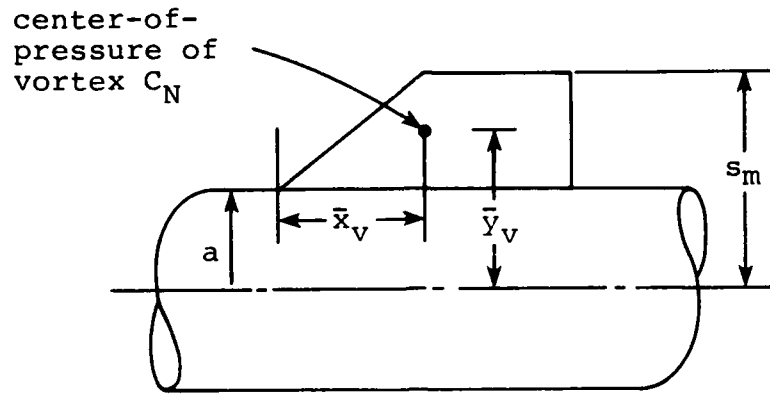 center-of-
pressure of
vortex C_N
s_m
x̄_v
ȳ_v
a